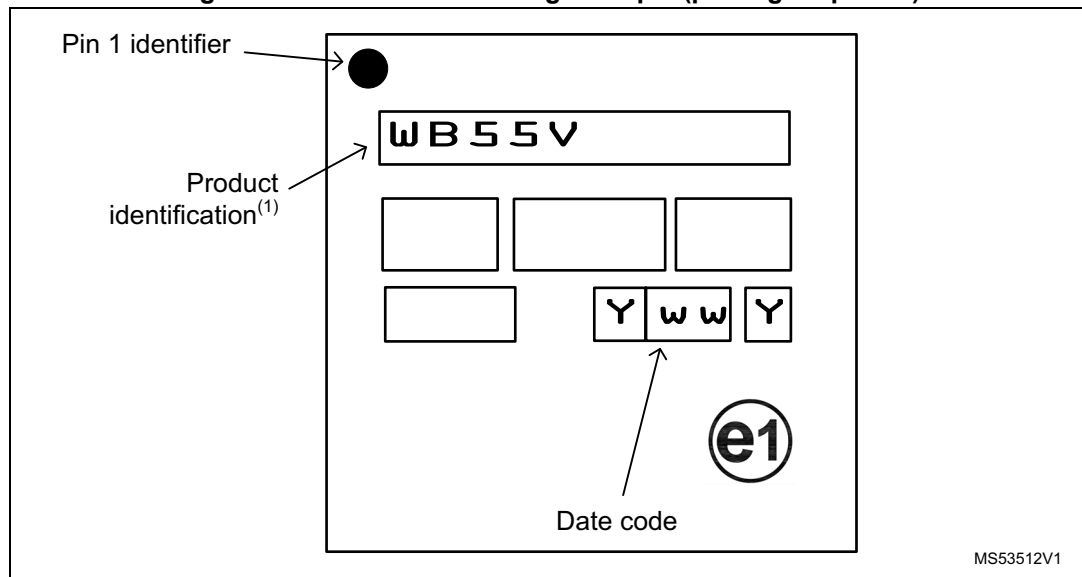 Pin 1 identifier
WB55V
Product
identification(1)
Y ww Y
e1
Date code
MS53512V1